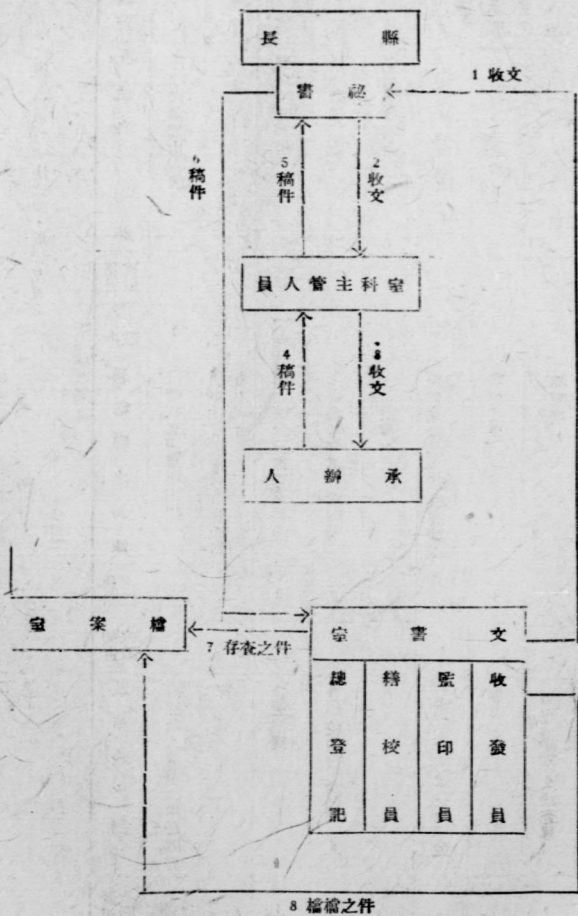 縣長
祕書
1 收文
2 收文
5 稿件
6 稿件
室科主管人員
3 收文
4 稿件
承辦人
檔案室
7 存查之件
文書室
收發員
監印員
繕校員
總登記
8 檔檔之件